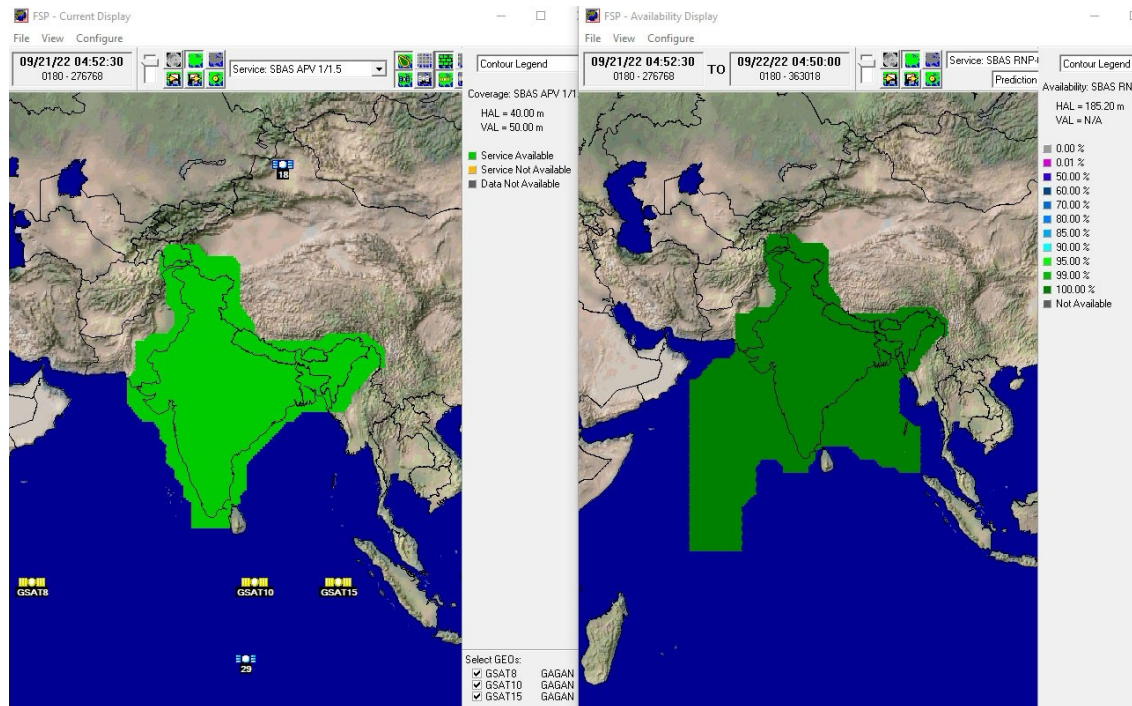 FSP - Current Display
File View Configure
09/21/22 04:52:30
0180 - 276768
Service: SBAS APV 1/1.5
Contour Legend
Coverage: SBAS APV 1/1
HAL = 40.00 m
VAL = 50.00 m
Service Available
Service Not Available
Data Not Available
18
GSAT8
GSAT10
GSAT15
29
Select GEOs:
GSAT8 GAGAN
GSAT10 GAGAN
GSAT15 GAGAN
FSP - Availability Display
File View Configure
09/21/22 04:52:30
0180 - 276768
TO
09/22/22 04:50:00
0180 - 363018
Service: SBAS RNP-
Prediction
Contour Legend
Availability: SBAS RN
HAL = 185.20 m
VAL = N/A
0.00 %
0.01 %
50.00 %
60.00 %
70.00 %
80.00 %
85.00 %
90.00 %
95.00 %
99.00 %
100.00 %
Not Available